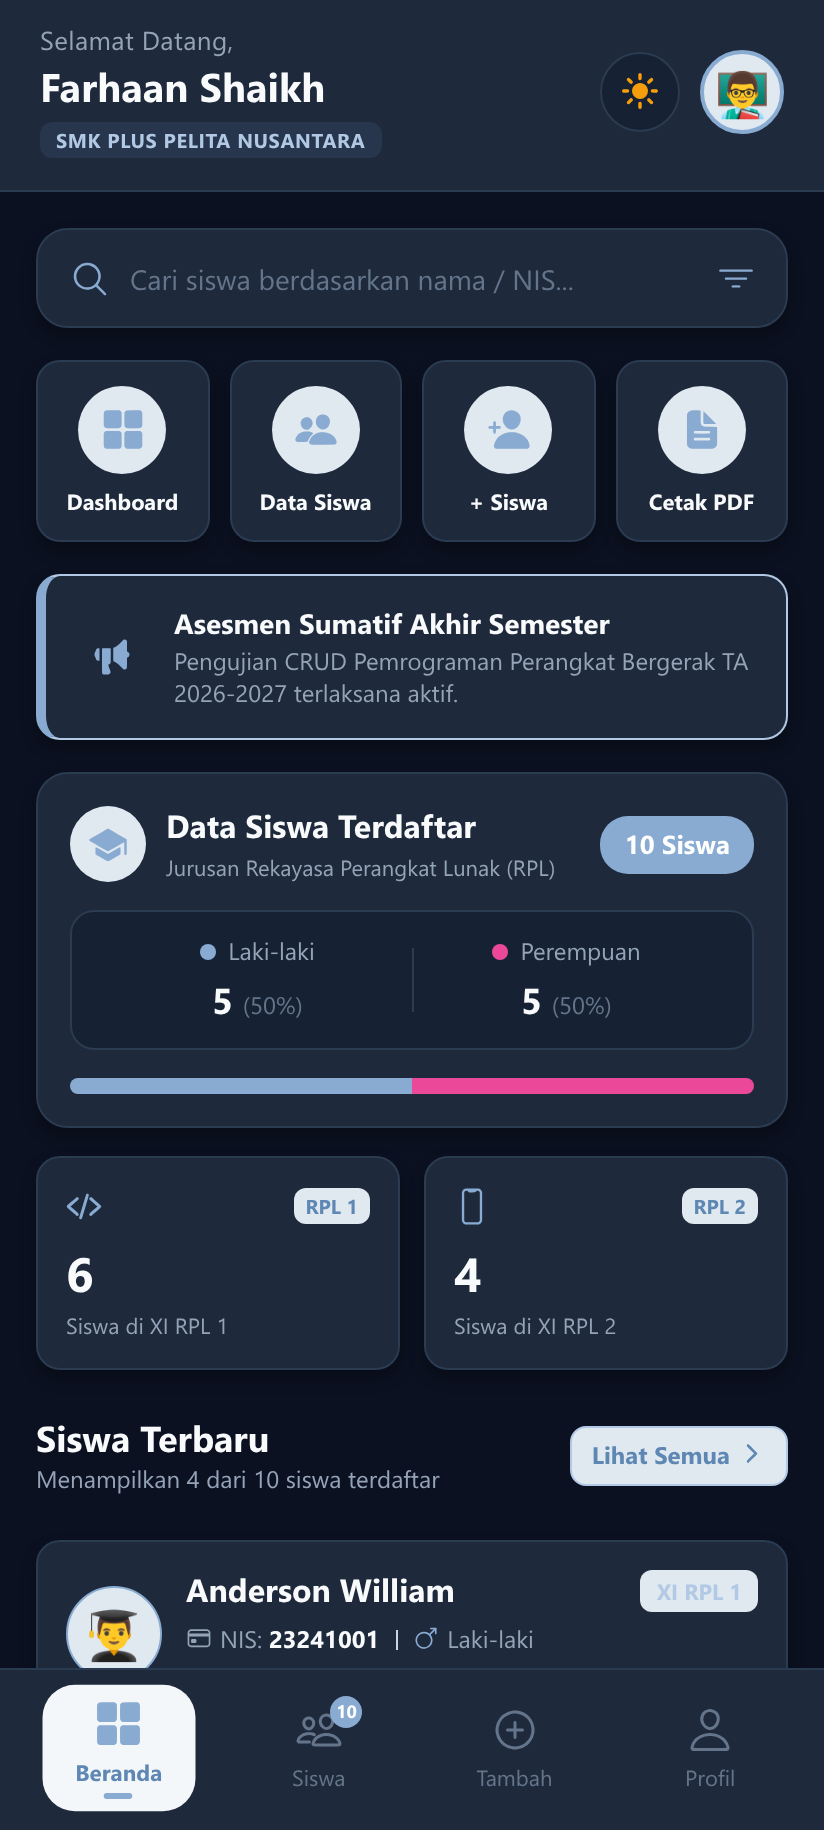 Selamat Datang,
Farhaan Shaikh
SMK PLUS PELITA NUSANTARA
Cari siswa berdasarkan nama / NIS...
Dashboard
Data Siswa
+ Siswa
Cetak PDF
Asesmen Sumatif Akhir Semester
Pengujian CRUD Pemrograman Perangkat Bergerak TA
2026-2027 terlaksana aktif.
Data Siswa Terdaftar
Jurusan Rekayasa Perangkat Lunak (RPL)
10 Siswa
Laki-laki
5 (50%)
Perempuan
5 (50%)
RPL 1
6
Siswa di XI RPL 1
RPL 2
4
Siswa di XI RPL 2
Siswa Terbaru
Menampilkan 4 dari 10 siswa terdaftar
Lihat Semua
Anderson William
XI RPL 1
NIS: 23241001 | Laki-laki
Beranda
10
Siswa
Tambah
Profil